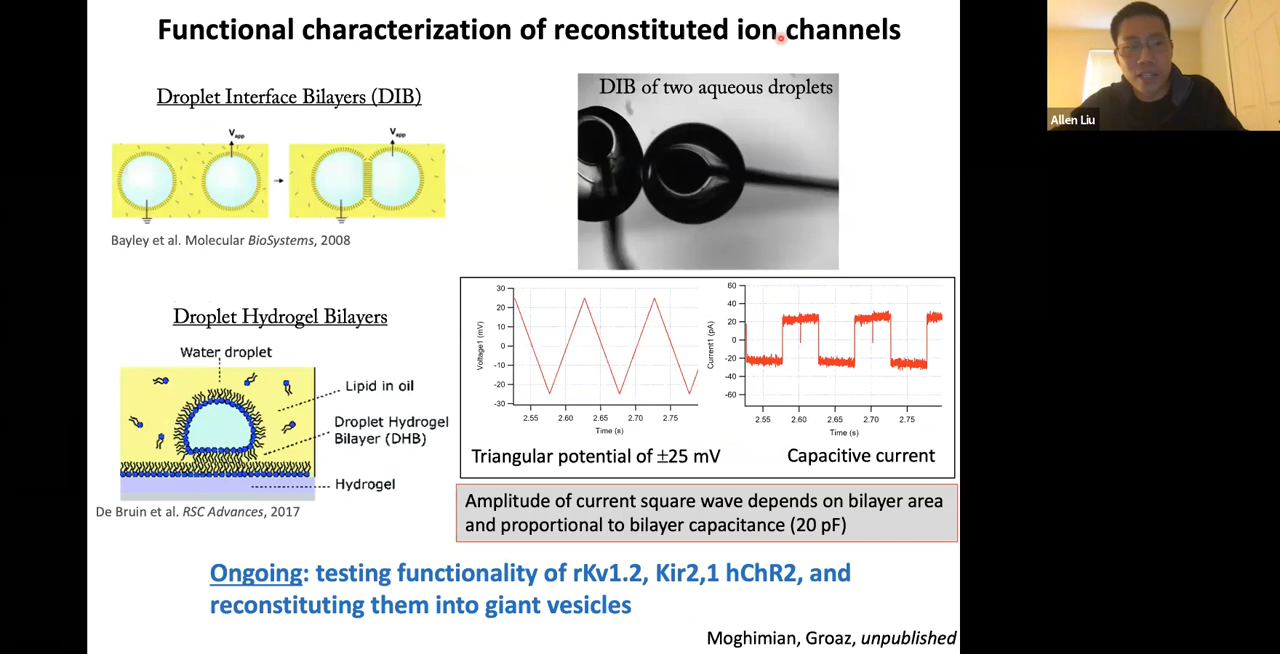 Functional characterization of reconstituted ion channels
Droplet Interface Bilayers (DIB)
Vapp
Vapp
Bayley et al. Molecular BioSystems, 2008
DIB of two aqueous droplets
Allen Liu
Droplet Hydrogel Bilayers
Water droplet
Lipid in oil
Droplet Hydrogel
Bilayer (DHB)
Hydrogel
De Bruin et al. RSC Advances, 2017
Voltage1 (mV)
30
20
10
0
-10
-20
-30
2.55 2.60 2.65 2.70 2.75
Time (s)
Current1 (pA)
60
40
20
0
-20
-40
-60
2.55 2.60 2.65 2.70 2.75
Time (s)
Triangular potential of ±25 mV
Capacitive current
Amplitude of current square wave depends on bilayer area
and proportional to bilayer capacitance (20 pF)
Ongoing: testing functionality of rKv1.2, Kir2,1 hChR2, and
reconstituting them into giant vesicles
Moghimian, Groaz, unpublished